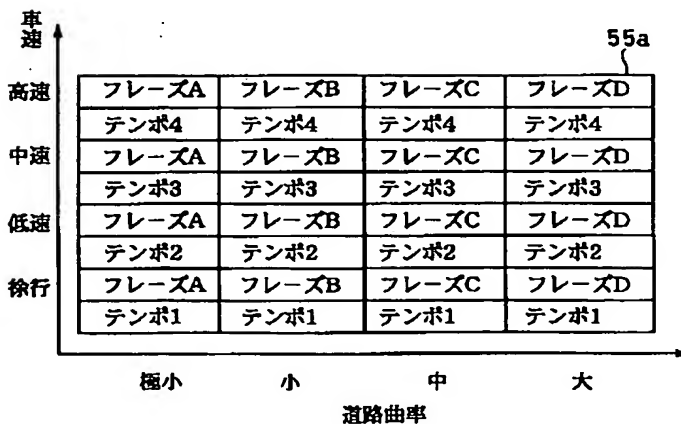 車速
55a
高速 フレーズA フレーズB フレーズC フレーズD
テンポ4 テンポ4 テンポ4 テンポ4
中速 フレーズA フレーズB フレーズC フレーズD
テンポ3 テンポ3 テンポ3 テンポ3
低速 フレーズA フレーズB フレーズC フレーズD
テンポ2 テンポ2 テンポ2 テンポ2
徐行 フレーズA フレーズB フレーズC フレーズD
テンポ1 テンポ1 テンポ1 テンポ1
極小 小 中 大
道路曲率